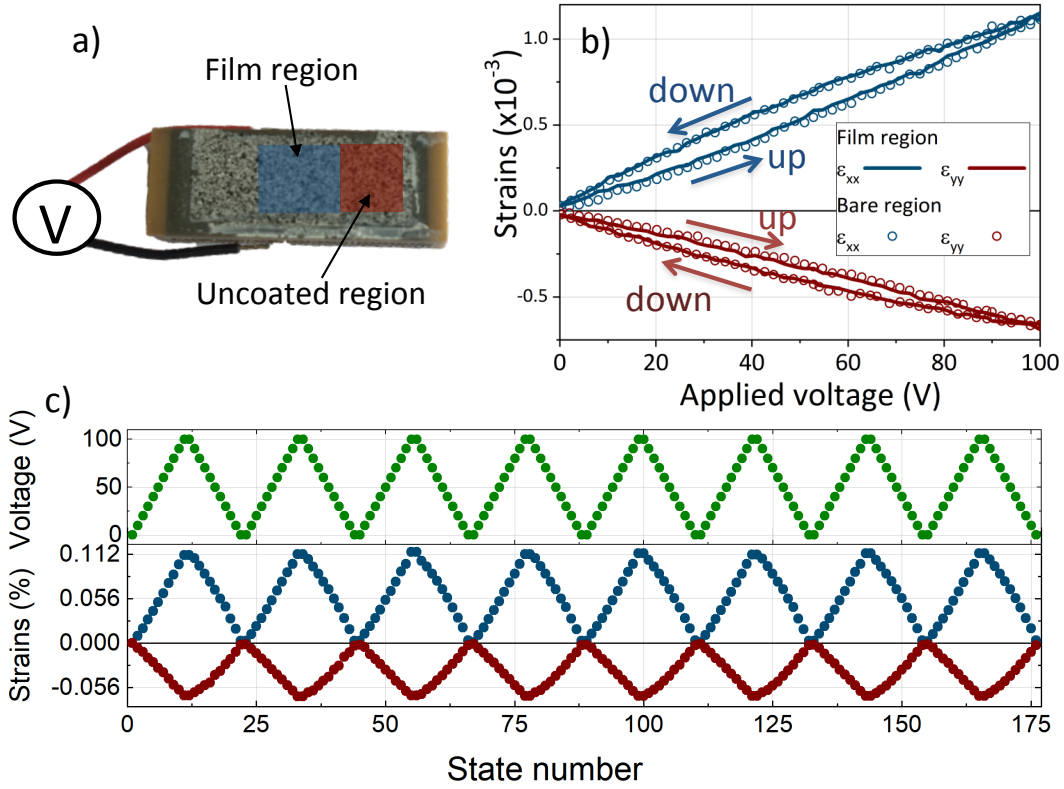 a)
Film region
V
Uncoated region
b)
Strains (x10⁻³)
1.0
0.5
0.0
-0.5
down
up
up
down
Film region
εxx εyy
Bare region
εxx εyy
0 20 40 60 80 100
Applied voltage (V)
c)
Voltage (V)
100
50
0
Strains (%)
0.112
0.056
0.000
-0.056
0 25 50 75 100 125 150 175
State number